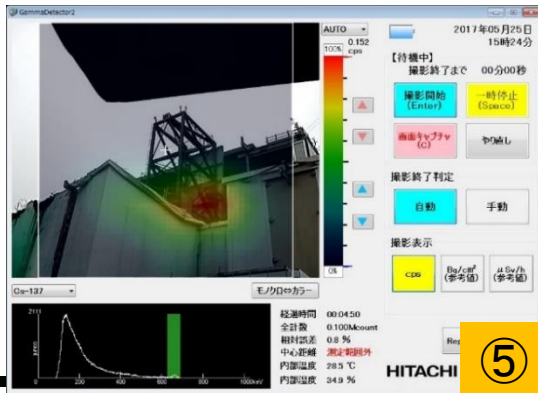 GammaDetector2
AUTO
100%
0.152
cps
0%
Cs-137
モノクロ⇔カラー
2111
0
200
400
600
800
1000keV
経過時間 00:04:50
全計数 0.100Mcount
相対誤差 0.8 %
中心距離 測定範囲外
内部温度 28.5 ℃
内部湿度 34.9 %
2017年05月25日
15時24分
【待機中】
撮影終了まで 00分00秒
撮影開始
(Enter)
一時停止
(Space)
画面キャプチャ
(C)
やり直し
撮影終了判定
自動
手動
撮影表示
cps
Bq/cm²
(参考値)
μSv/h
(参考値)
HITACHI
⑤